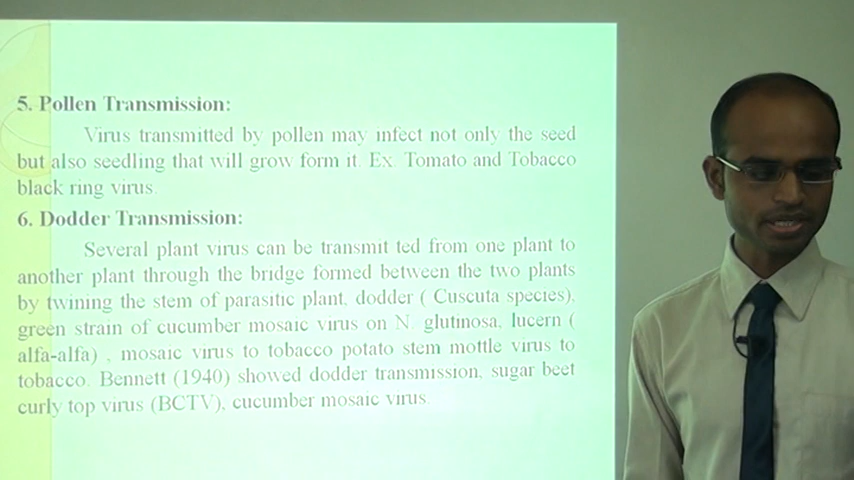 5. Pollen Transmission:
Virus transmitted by pollen may infect not only the seed
but also seedling that will grow form it. Ex. Tomato and Tobacco
black ring virus.
6. Dodder Transmission:
Several plant virus can be transmit ted from one plant to
another plant through the bridge formed between the two plants
by twining the stem of parasitic plant, dodder ( Cuscuta species),
green strain of cucumber mosaic virus on N. glutinosa, lucern (
alfa-alfa) , mosaic virus to tobacco potato stem mottle virus to
tobacco. Bennett (1940) showed dodder transmission, sugar beet
curly top virus (BCTV), cucumber mosaic virus.